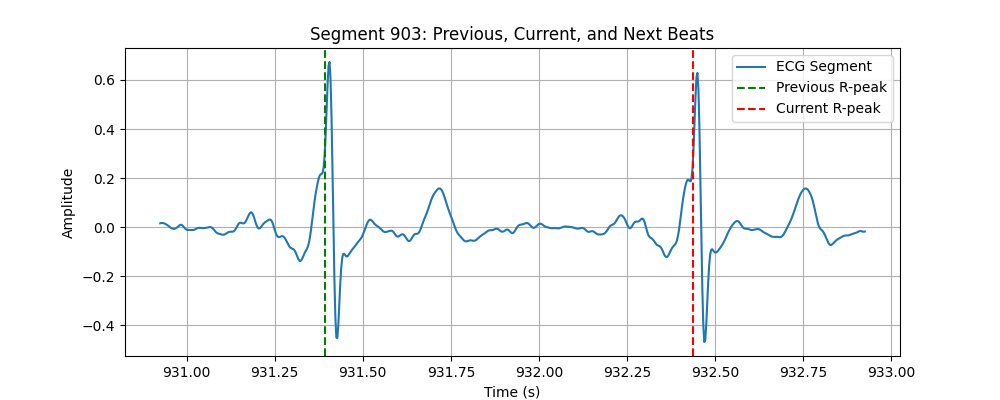 Segment 903: Previous, Current, and Next Beats
ECG Segment
Previous R-peak
Current R-peak
Amplitude
0.6
0.4
0.2
0.0
−0.2
−0.4
931.00 931.25 931.50 931.75 932.00 932.25 932.50 932.75 933.00
Time (s)